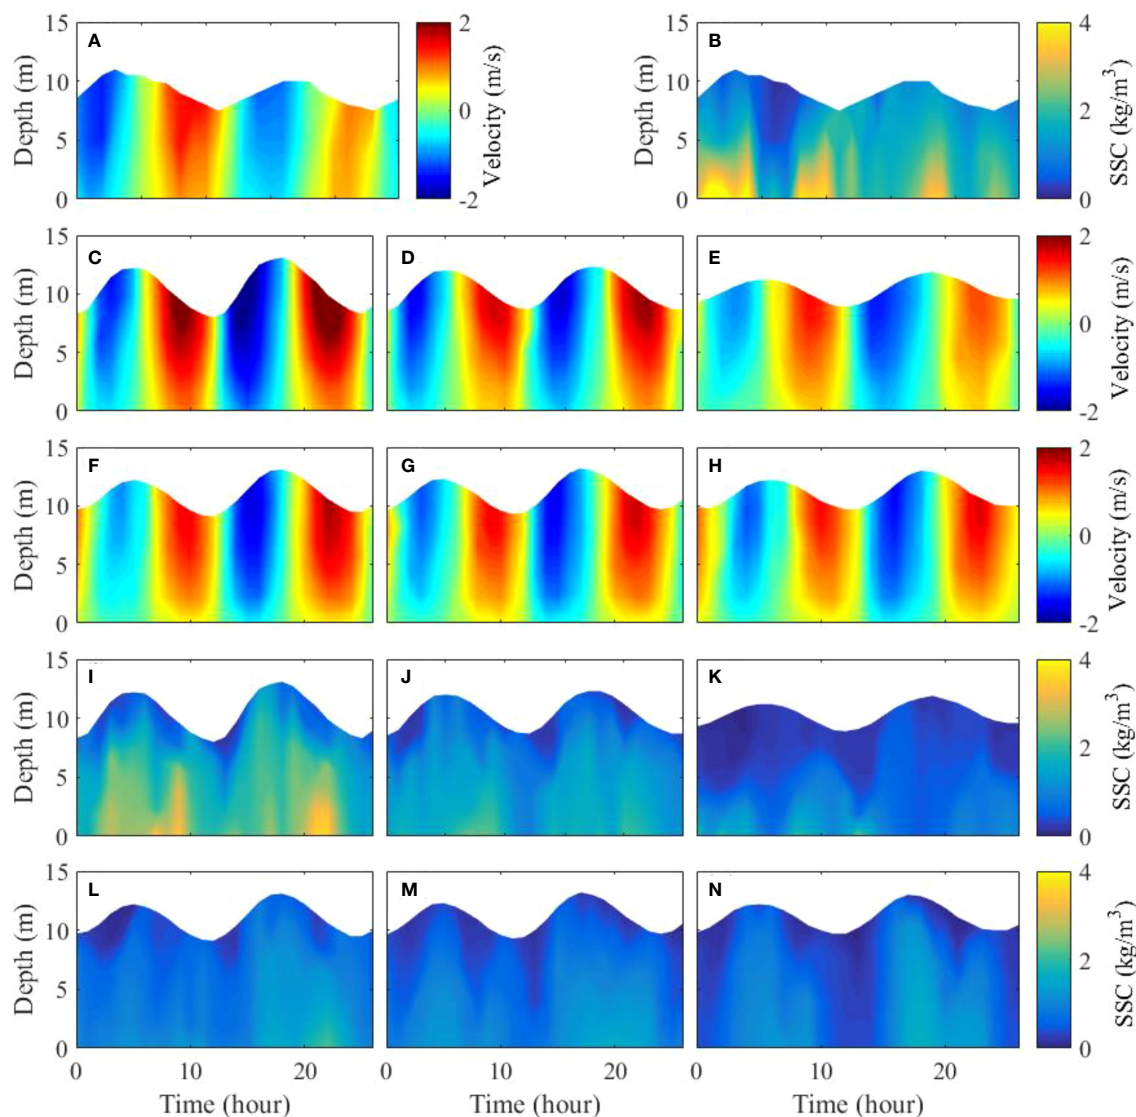 A
15
10
5
0
Depth (m)
2
0
-2
Velocity (m/s)
B
15
10
5
0
Depth (m)
4
2
0
SSC (kg/m³)
C
D
E
15
10
5
0
Depth (m)
2
0
-2
Velocity (m/s)
F
G
H
15
10
5
0
Depth (m)
2
0
-2
Velocity (m/s)
I
J
K
15
10
5
0
Depth (m)
4
2
0
SSC (kg/m³)
L
M
N
15
10
5
0
Depth (m)
4
2
0
SSC (kg/m³)
0 10 20 0 10 20 0 10 20
Time (hour) Time (hour) Time (hour)